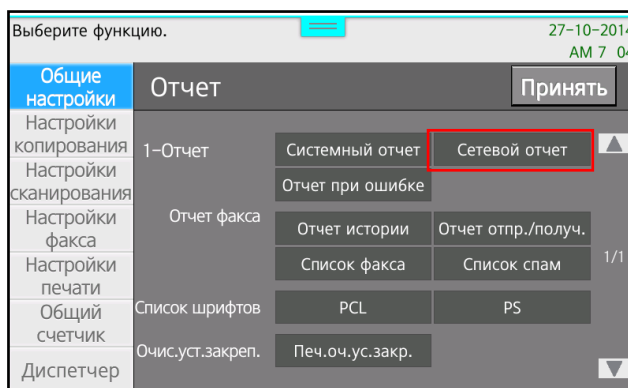 Выберите функцию.
27-10-2014
AM 7 04
Общие
настройки
Отчет
Принять
Настройки
копирования
1-Отчет
Системный отчет
Сетевой отчет
Настройки
сканирования
Отчет при ошибке
Настройки
факса
Отчет факса
Отчет истории
Отчет отпр./получ.
Настройки
печати
Список факса
Список спам
1/1
Общий
счетчик
Список шрифтов
PCL
PS
Очис.уст.закреп.
Печ.оч.ус.закр.
Диспетчер